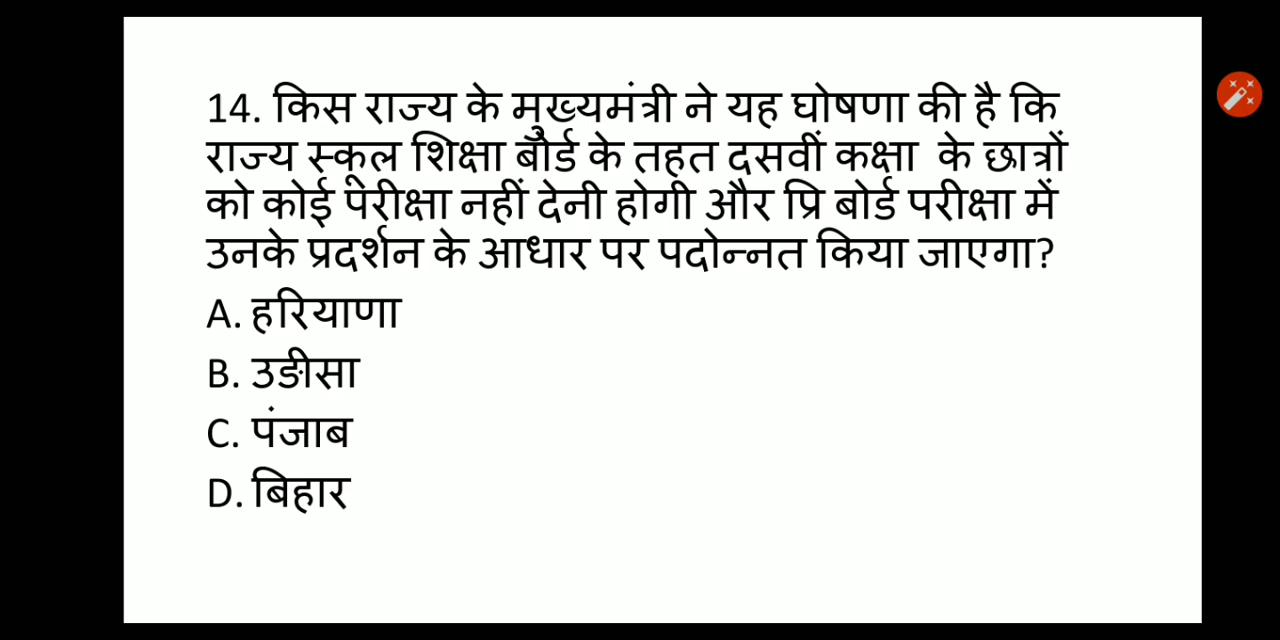 14. किस राज्य के मुख्यमंत्री ने यह घोषणा की है कि
राज्य स्कूल शिक्षा बोर्ड के तहत दसवीं कक्षा के छात्रों
को कोई परीक्षा नहीं देनी होगी और प्रि बोर्ड परीक्षा में
उनके प्रदर्शन के आधार पर पदोन्नत किया जाएगा?
A. हरियाणा
B. उङीसा
C. पंजाब
D. बिहार